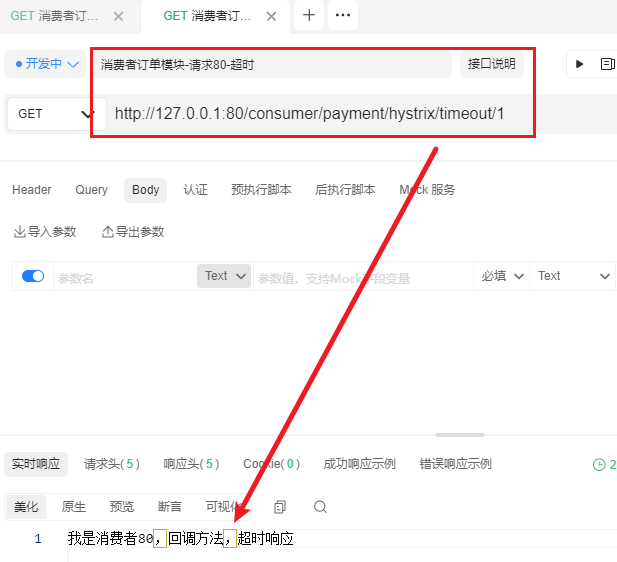 GET 消费者订... GET 消费者订...
开发中 消费者订单模块-请求80-超时 接口说明
GET http://127.0.0.1:80/consumer/payment/hystrix/timeout/1
Header Query Body 认证 预执行脚本 后执行脚本 Mock 服务
导入参数 导出参数
参数名 Text 参数值，支持Mock字段变量 必填 Text
实时响应 请求头(5) 响应头(5) Cookie(0) 成功响应示例 错误响应示例 2
美化 原生 预览 断言 可视化
1 我是消费者80，回调方法，超时响应